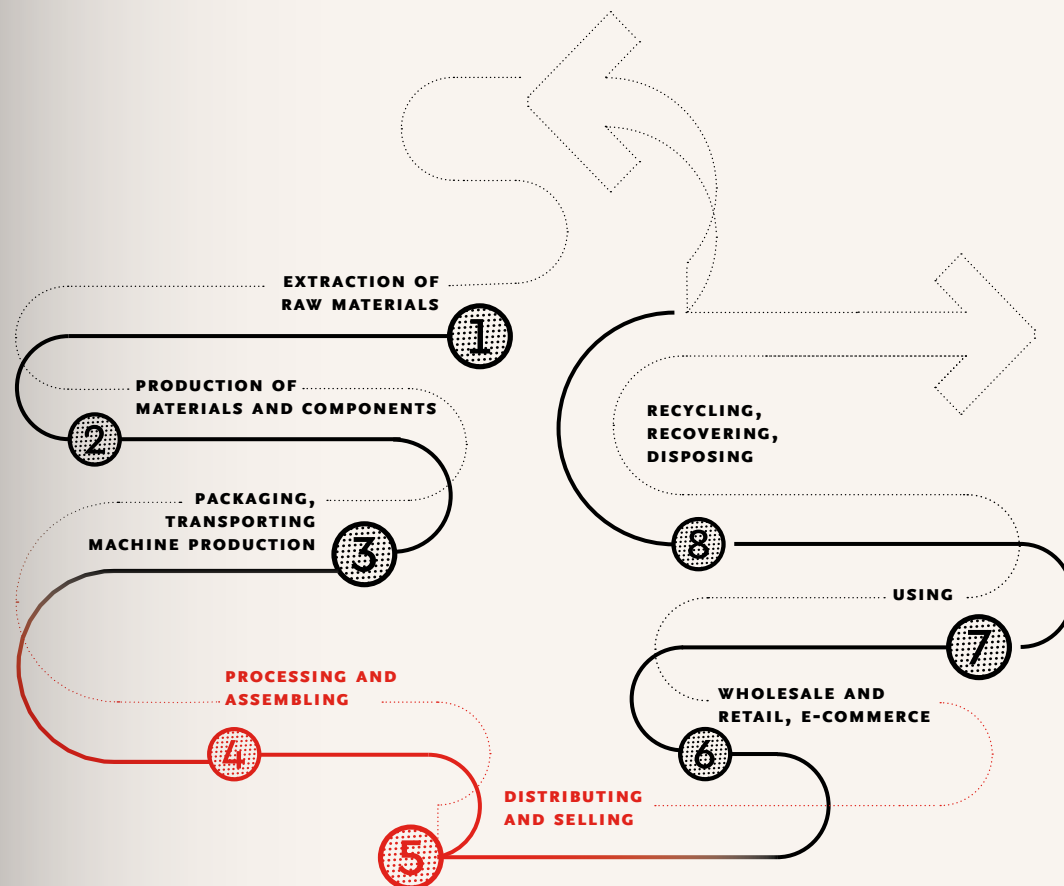 EXTRACTION OF
RAW MATERIALS
1
PRODUCTION OF
MATERIALS AND COMPONENTS
2
PACKAGING,
TRANSPORTING
MACHINE PRODUCTION
3
PROCESSING AND
ASSEMBLING
4
DISTRIBUTING
AND SELLING
5
WHOLESALE AND
RETAIL, E-COMMERCE
6
USING
7
RECYCLING,
RECOVERING,
DISPOSING
8